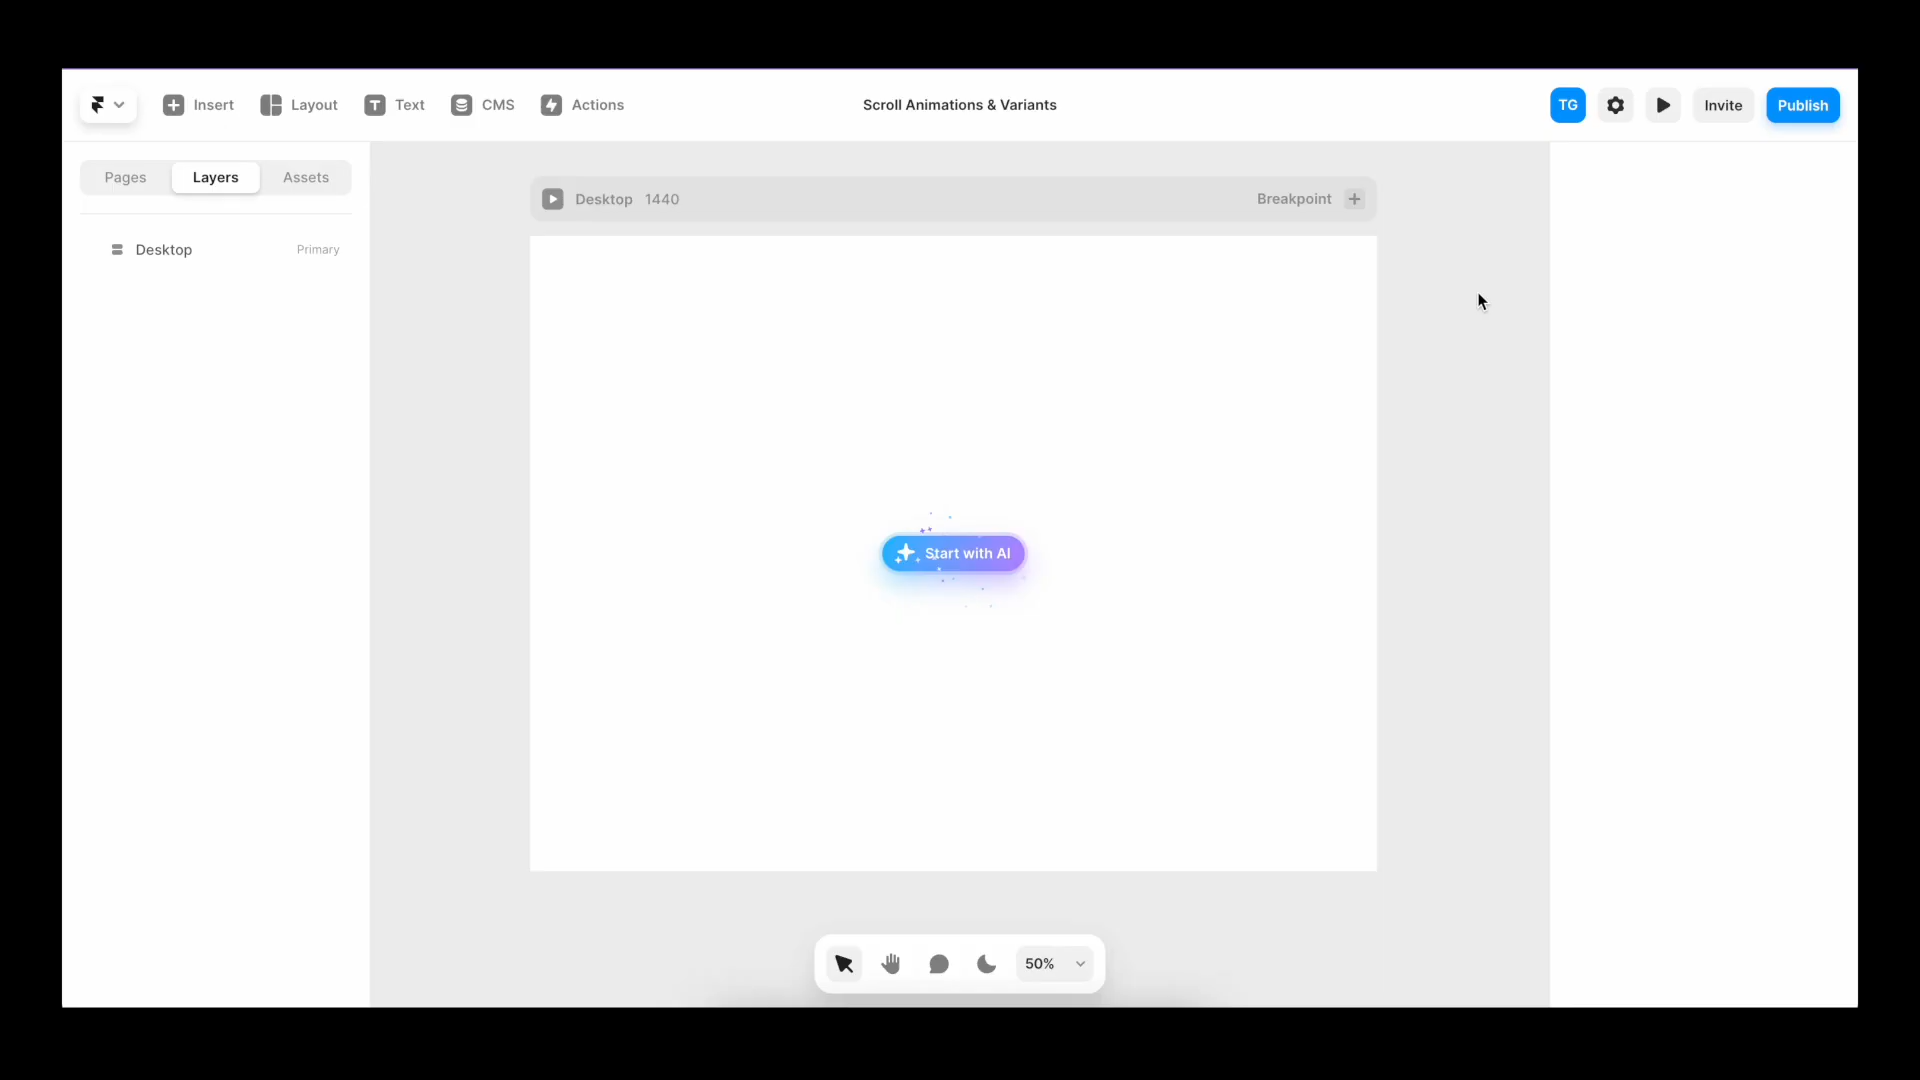 Insert Layout Text CMS Actions Scroll Animations & Variants TG Invite Publish
Pages Layers Assets
Desktop 1440 Breakpoint
Desktop Primary
Start with AI
50%